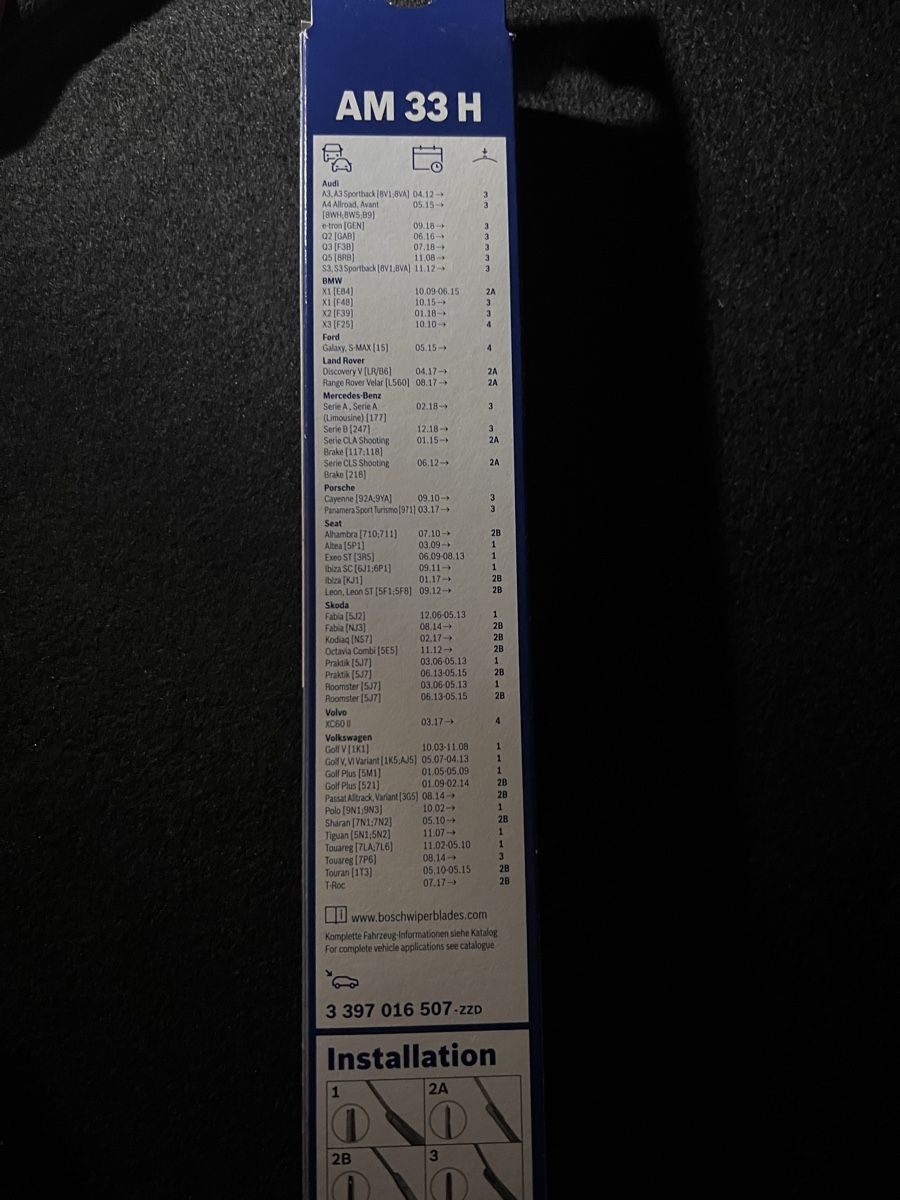 AM 33 H
Audi
A3, A3 Sportback [8V1;8VA] 04.12→ 3
A4 Allroad, Avant 05.15→ 3
[8WH;8W5;B9]
e-tron [GEN] 09.18→ 3
Q2 [GAB] 06.16→ 3
Q3 [F3B] 07.18→ 3
Q5 [8RB] 11.08→ 3
S3, S3 Sportback [8V1;8VA] 11.12→ 3
BMW
X1 [E84] 10.09-06.15 2A
X1 [F48] 10.15→ 3
X2 [F39] 01.18→ 3
X3 [F25] 10.10→ 4
Ford
Galaxy, S-MAX [15] 05.15→ 4
Land Rover
Discovery V [LR/B6] 04.17→ 2A
Range Rover Velar [L560] 08.17→ 2A
Mercedes-Benz
Serie A , Serie A 02.18→ 3
(Limousine) [177]
Serie B [247] 12.18→ 3
Serie CLA Shooting 01.15→ 2A
Brake [117;118]
Serie CLS Shooting 06.12→ 2A
Brake [218]
Porsche
Cayenne [92A;9YA] 09.10→ 3
Panamera Sport Turismo [971] 03.17→ 3
Seat
Alhambra [710;711] 07.10→ 2B
Altea [5P1] 03.09→ 1
Exeo ST [3R5] 06.09-08.13 1
Ibiza SC [6J1;6P1] 09.11→ 1
Ibiza [KJ1] 01.17→ 2B
Leon, Leon ST [5F1;5F8] 09.12→ 2B
Skoda
Fabia [5J2] 12.06-05.13 1
Fabia [NJ3] 08.14→ 2B
Kodiaq [NS7] 02.17→ 2B
Octavia Combi [5E5] 11.12→ 2B
Praktik [5J7] 03.06-05.13 1
Praktik [5J7] 06.13-05.15 2B
Roomster [5J7] 03.06-05.13 1
Roomster [5J7] 06.13-05.15 2B
Volvo
XC60 II 03.17→ 4
Volkswagen
Golf V [1K1] 10.03-11.08 1
Golf V, VI Variant [1K5;AJ5] 05.07-04.13 1
Golf Plus [5M1] 01.05-05.09 1
Golf Plus [521] 01.09-02.14 2B
Passat Alltrack, Variant [3G5] 08.14→ 2B
Polo [9N1;9N3] 10.02→ 1
Sharan [7N1;7N2] 05.10→ 2B
Tiguan [5N1;5N2] 11.07→ 1
Touareg [7LA;7L6] 11.02-05.10 1
Touareg [7P6] 08.14→ 3
Touran [1T3] 05.10-05.15 2B
T-Roc 07.17→ 2B
www.boschwiperblades.com
Komplette Fahrzeug-Informationen siehe Katalog
For complete vehicle applications see catalogue
3 397 016 507-ZZD
Installation
1 2A
2B 3